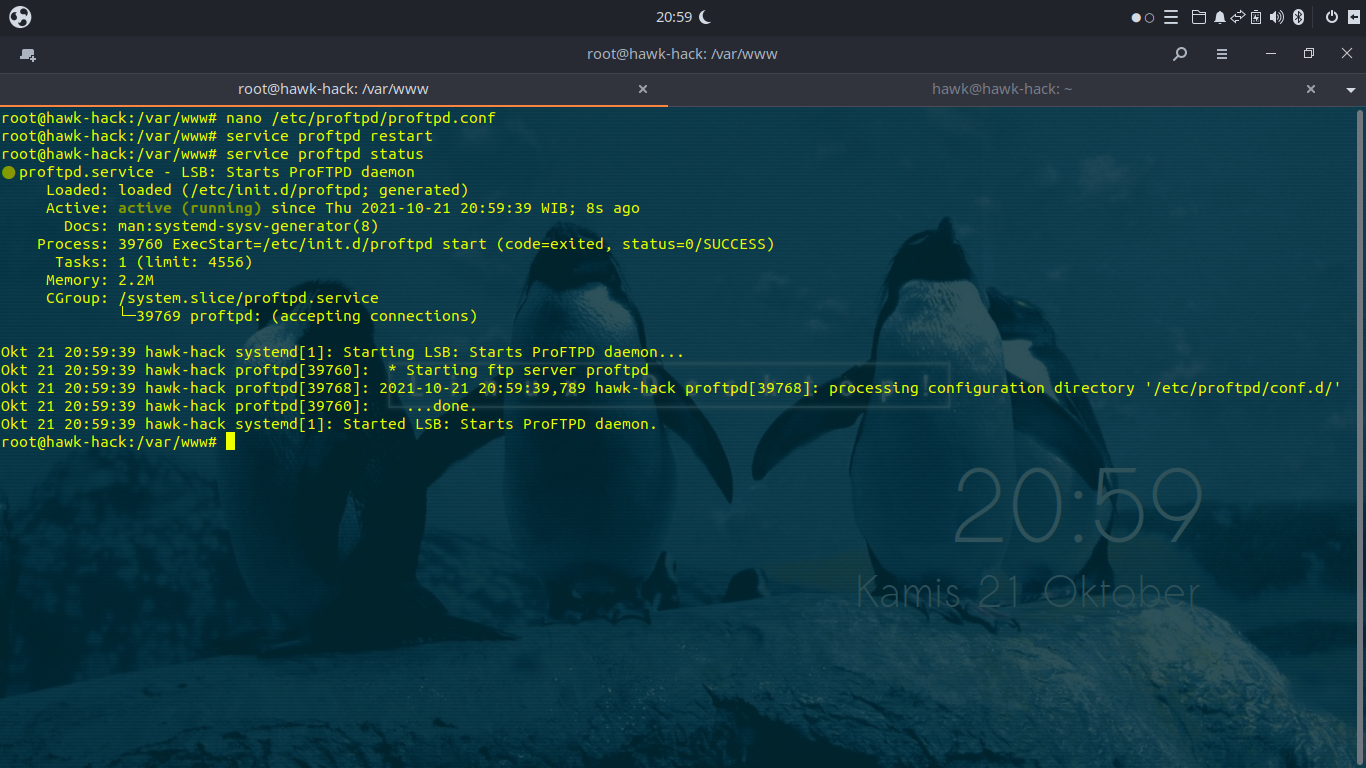 20:59
root@hawk-hack: /var/www
root@hawk-hack: /var/www
hawk@hawk-hack: ~
root@hawk-hack:/var/www# nano /etc/proftpd/proftpd.conf
root@hawk-hack:/var/www# service proftpd restart
root@hawk-hack:/var/www# service proftpd status
● proftpd.service - LSB: Starts ProFTPD daemon
Loaded: loaded (/etc/init.d/proftpd; generated)
Active: active (running) since Thu 2021-10-21 20:59:39 WIB; 8s ago
Docs: man:systemd-sysv-generator(8)
Process: 39760 ExecStart=/etc/init.d/proftpd start (code=exited, status=0/SUCCESS)
Tasks: 1 (limit: 4556)
Memory: 2.2M
CGroup: /system.slice/proftpd.service
└─39769 proftpd: (accepting connections)
Okt 21 20:59:39 hawk-hack systemd[1]: Starting LSB: Starts ProFTPD daemon...
Okt 21 20:59:39 hawk-hack proftpd[39760]:  * Starting ftp server proftpd
Okt 21 20:59:39 hawk-hack proftpd[39768]: 2021-10-21 20:59:39,789 hawk-hack proftpd[39768]: processing configuration directory '/etc/proftpd/conf.d/'
Okt 21 20:59:39 hawk-hack proftpd[39760]:    ...done.
Okt 21 20:59:39 hawk-hack systemd[1]: Started LSB: Starts ProFTPD daemon.
root@hawk-hack:/var/www#
20:59
Kamis 21 Oktober